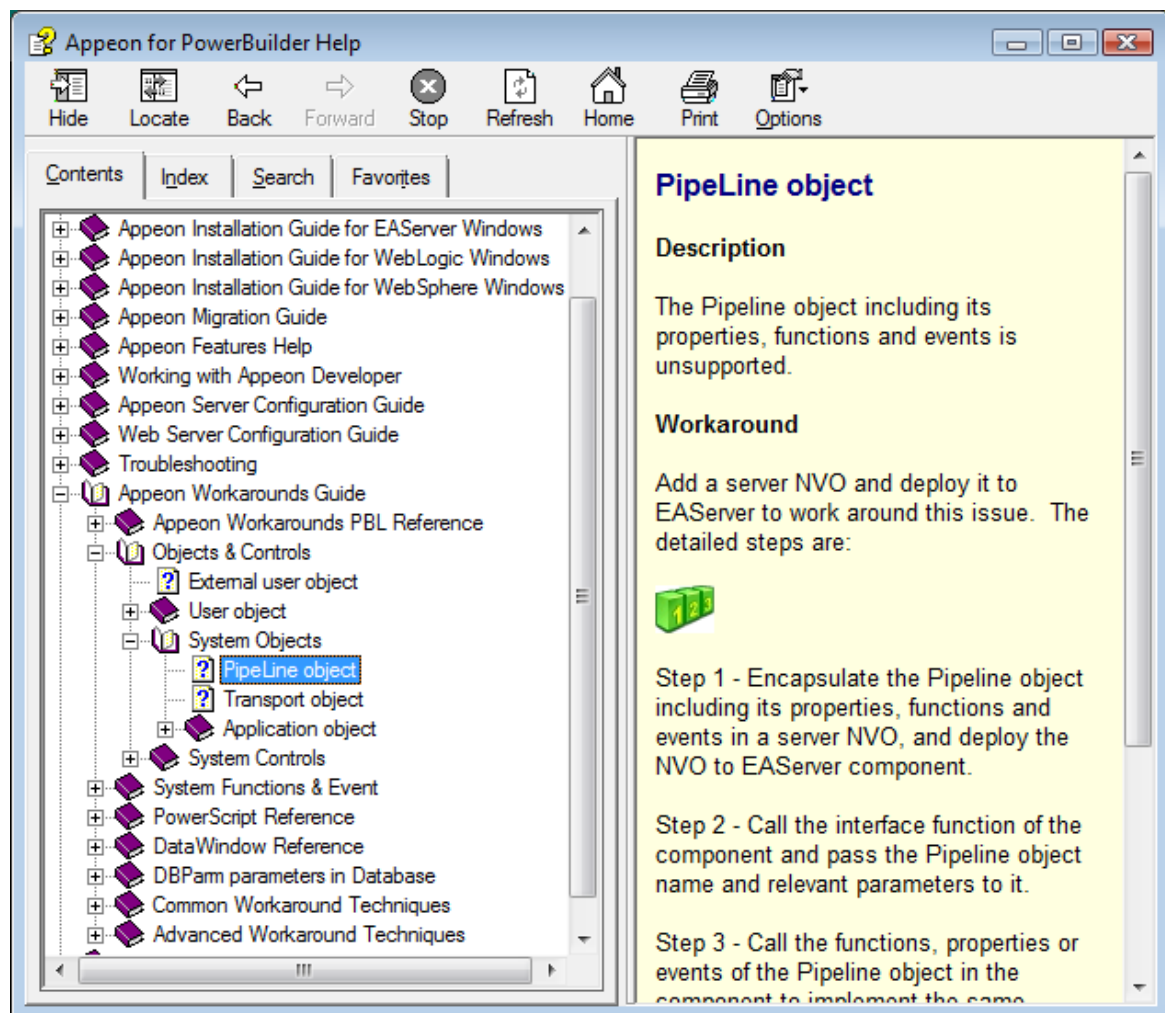 Appeon for PowerBuilder Help
Hide Locate Back Forward Stop Refresh Home Print Options
Contents Index Search Favorites
Appeon Installation Guide for EAServer Windows
Appeon Installation Guide for WebLogic Windows
Appeon Installation Guide for WebSphere Windows
Appeon Migration Guide
Appeon Features Help
Working with Appeon Developer
Appeon Server Configuration Guide
Web Server Configuration Guide
Troubleshooting
Appeon Workarounds Guide
Appeon Workarounds PBL Reference
Objects & Controls
External user object
User object
System Objects
PipeLine object
Transport object
Application object
System Controls
System Functions & Event
PowerScript Reference
DataWindow Reference
DBParm parameters in Database
Common Workaround Techniques
Advanced Workaround Techniques
PipeLine object
Description
The Pipeline object including its
properties, functions and events is
unsupported.
Workaround
Add a server NVO and deploy it to
EAServer to work around this issue.  The
detailed steps are:
1 2 3
Step 1 - Encapsulate the Pipeline object
including its properties, functions and
events in a server NVO, and deploy the
NVO to EAServer component.
Step 2 - Call the interface function of the
component and pass the Pipeline object
name and relevant parameters to it.
Step 3 - Call the functions, properties or
events of the Pipeline object in the
component to implement the same